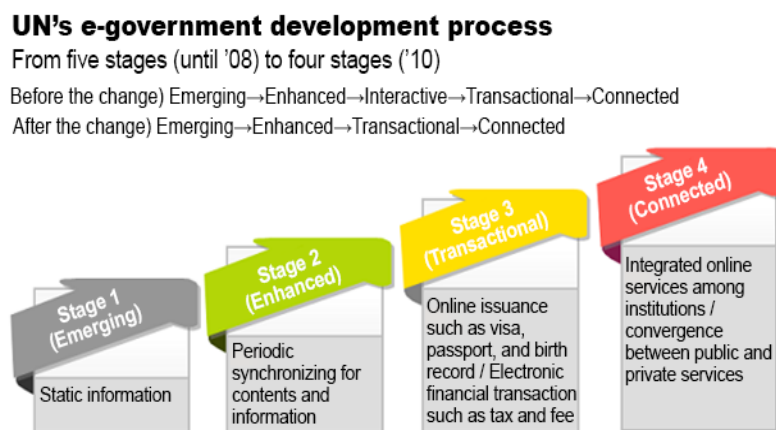 UN's e-government development process
From five stages (until '08) to four stages ('10)
Before the change) Emerging→Enhanced→Interactive→Transactional→Connected
After the change) Emerging→Enhanced→Transactional→Connected
Stage 1
(Emerging)
Static information
Stage 2
(Enhanced)
Periodic
synchronizing for
contents and
information
Stage 3
(Transactional)
Online issuance
such as visa,
passport, and birth
record / Electronic
financial transaction
such as tax and fee
Stage 4
(Connected)
Integrated online
services among
institutions /
convergence
between public and
private services